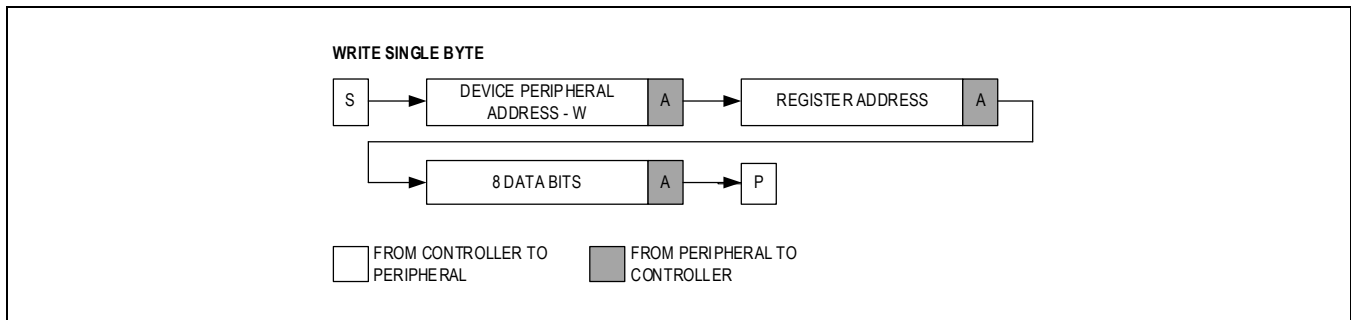 WRITE SINGLE BYTE
S
DEVICE PERIPHERAL
ADDRESS - W
A
REGISTER ADDRESS
A
8 DATA BITS
A
P
FROM CONTROLLER TO
PERIPHERAL
FROM PERIPHERAL TO
CONTROLLER